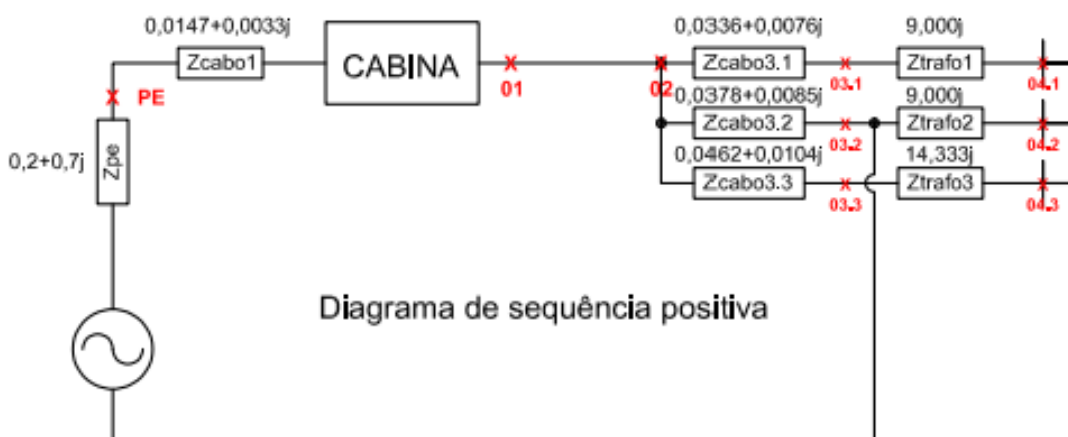 0,0147+0,0033j
Zcabo1
CABINA
PE
01
02
0,2+0,7j
Zpe
0,0336+0,0076j
Zcabo3.1
03.1
9,000j
Ztrafo1
04.1
0,0378+0,0085j
Zcabo3.2
03.2
9,000j
Ztrafo2
04.2
0,0462+0,0104j
Zcabo3.3
03.3
14,333j
Ztrafo3
04.3
Diagrama de sequência positiva